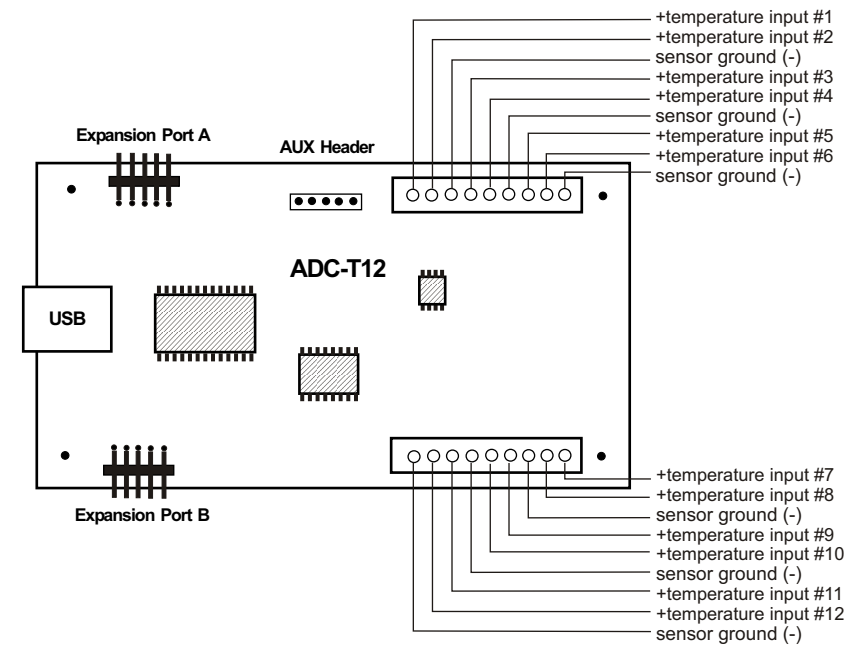 +temperature input #1
+temperature input #2
sensor ground (-)
+temperature input #3
+temperature input #4
sensor ground (-)
+temperature input #5
+temperature input #6
sensor ground (-)
Expansion Port A
AUX Header
ADC-T12
USB
Expansion Port B
+temperature input #7
+temperature input #8
sensor ground (-)
+temperature input #9
+temperature input #10
sensor ground (-)
+temperature input #11
+temperature input #12
sensor ground (-)